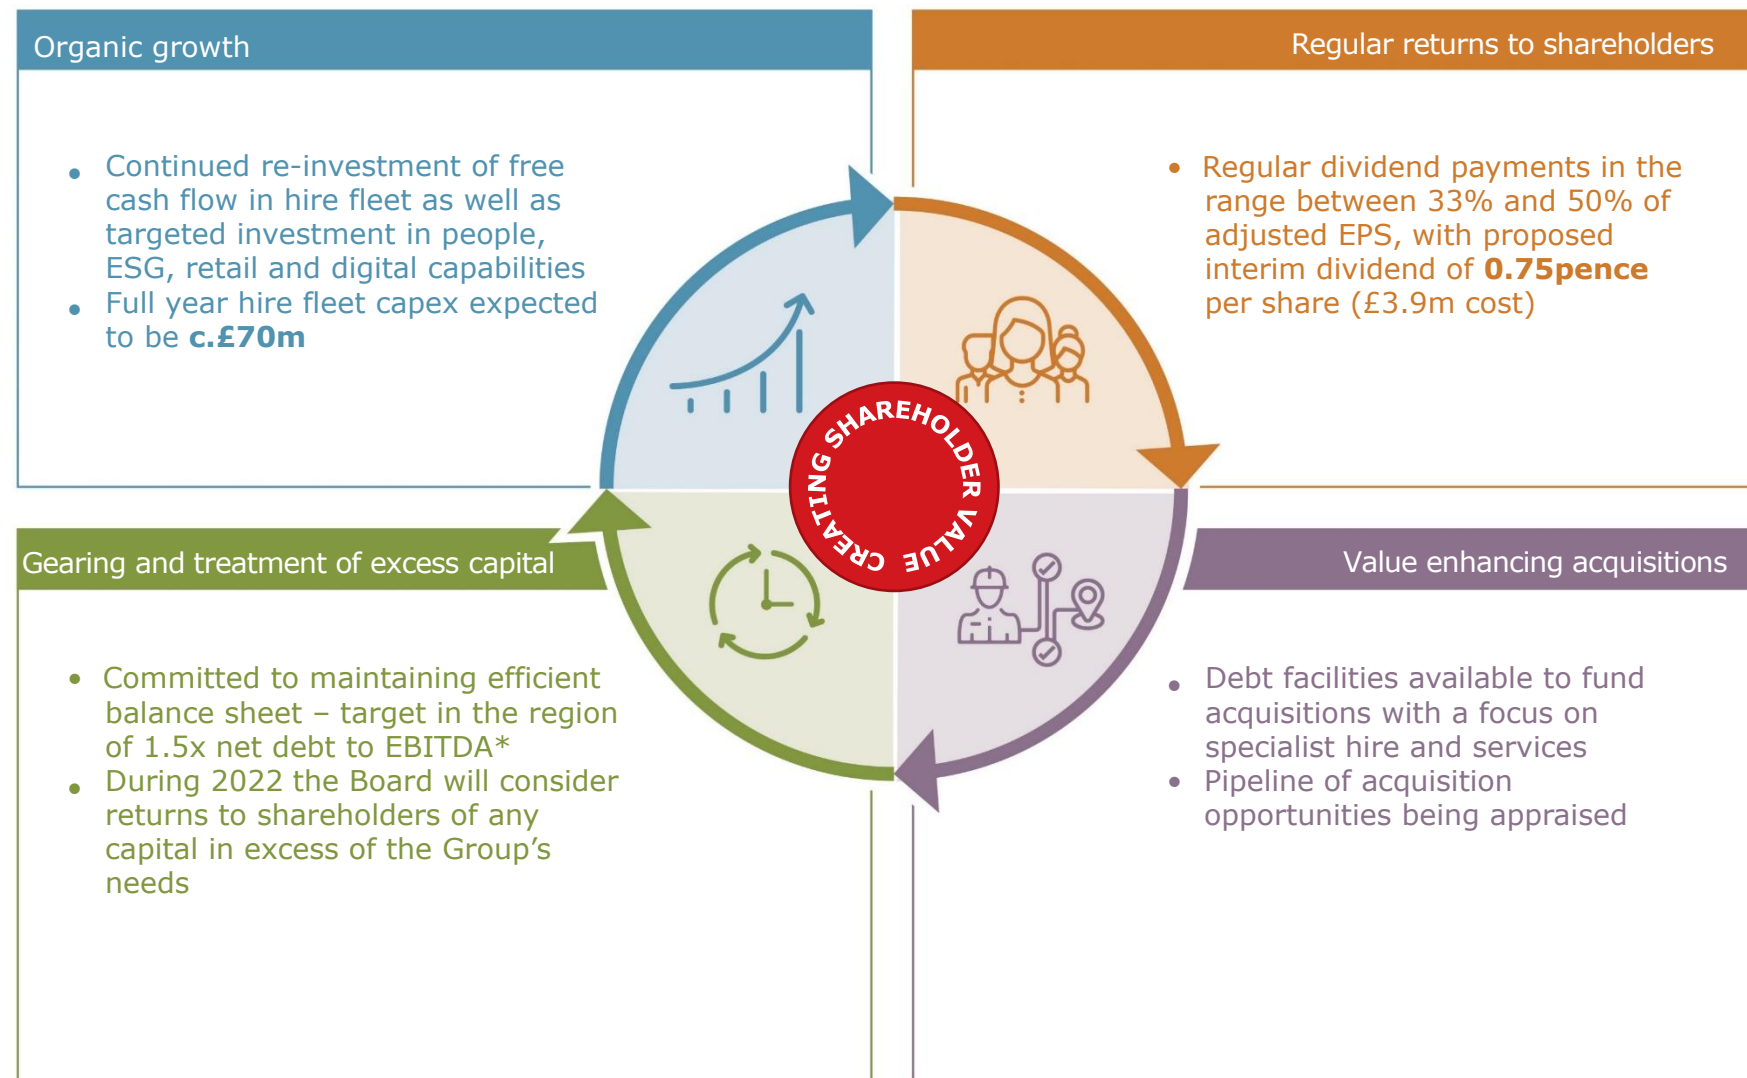 Organic growth
• Continued re-investment of free
cash flow in hire fleet as well as
targeted investment in people,
ESG, retail and digital capabilities
• Full year hire fleet capex expected
to be c.£70m
Regular returns to shareholders
• Regular dividend payments in the
range between 33% and 50% of
adjusted EPS, with proposed
interim dividend of 0.75pence
per share (£3.9m cost)
CREATING SHAREHOLDER VALUE
Gearing and treatment of excess capital
• Committed to maintaining efficient
balance sheet – target in the region
of 1.5x net debt to EBITDA*
• During 2022 the Board will consider
returns to shareholders of any
capital in excess of the Group’s
needs
Value enhancing acquisitions
• Debt facilities available to fund
acquisitions with a focus on
specialist hire and services
• Pipeline of acquisition
opportunities being appraised